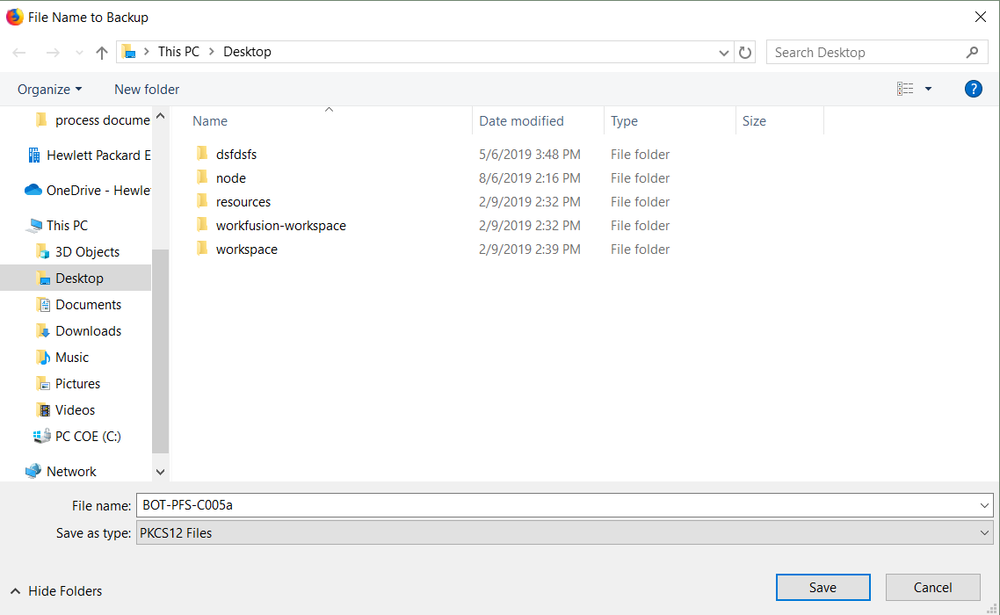 File Name to Backup
This PC > Desktop
Search Desktop
Organize
New folder
?
Name Date modified Type Size
process docume
Hewlett Packard E
OneDrive - Hewle
This PC
3D Objects
Desktop
Documents
Downloads
Music
Pictures
Videos
PC COE (C:)
Network
dsfdsfs 5/6/2019 3:48 PM File folder
node 8/6/2019 2:16 PM File folder
resources 2/9/2019 2:32 PM File folder
workfusion-workspace 2/9/2019 2:32 PM File folder
workspace 2/9/2019 2:39 PM File folder
File name: BOT-PFS-C005a
Save as type: PKCS12 Files
Hide Folders
Save
Cancel